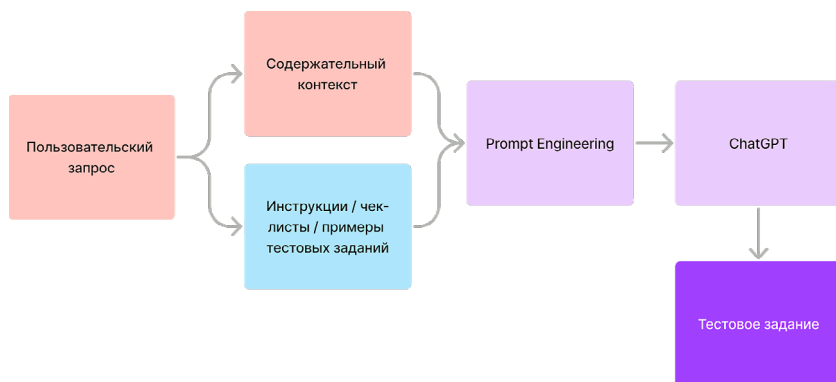 Пользовательский
запрос
Содержательный
контекст
Инструкции / чек-
листы / примеры
тестовых заданий
Prompt Engineering
ChatGPT
Тестовое задание